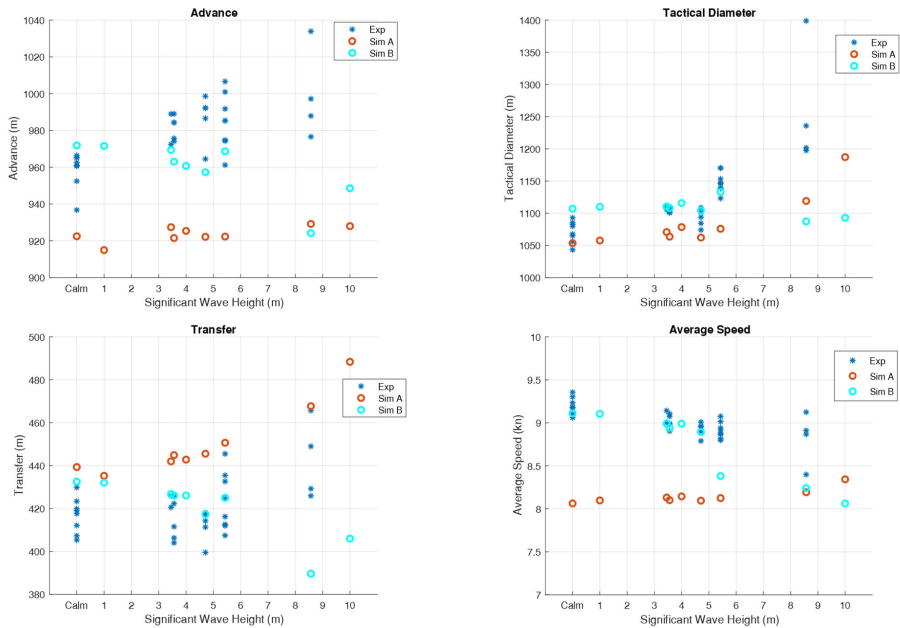 Advance
1040
1020
1000
980
960
940
920
900
Advance (m)
Calm 1 2 3 4 5 6 7 8 9 10
Significant Wave Height (m)
Exp
Sim A
Sim B
Tactical Diameter
1400
1350
1300
1250
1200
1150
1100
1050
1000
Tactical Diameter (m)
Calm 1 2 3 4 5 6 7 8 9 10
Significant Wave Height (m)
Exp
Sim A
Sim B
Transfer
500
480
460
440
420
400
380
Transfer (m)
Calm 1 2 3 4 5 6 7 8 9 10
Significant Wave Height (m)
Exp
Sim A
Sim B
Average Speed
10
9.5
9
8.5
8
7.5
7
Average Speed (kn)
Calm 1 2 3 4 5 6 7 8 9 10
Significant Wave Height (m)
Exp
Sim A
Sim B